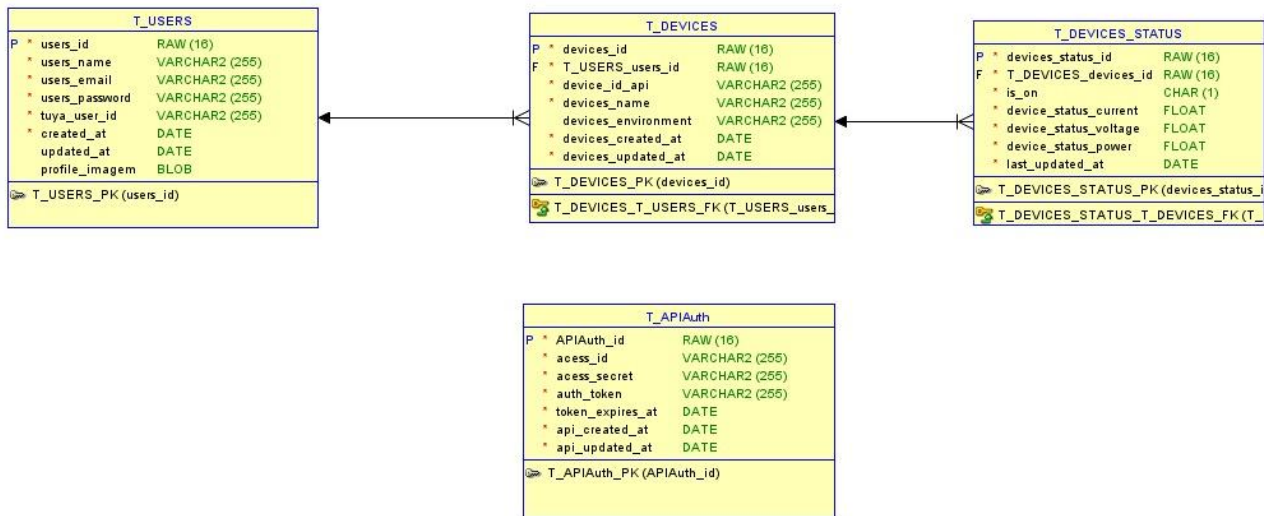 T_USERS
P * users_id RAW (16)
* users_name VARCHAR2 (255)
* users_email VARCHAR2 (255)
* users_password VARCHAR2 (255)
* tuya_user_id VARCHAR2 (255)
* created_at DATE
updated_at DATE
profile_imagem BLOB
T_USERS_PK (users_id)
T_DEVICES
P * devices_id RAW (16)
F * T_USERS_users_id RAW (16)
* device_id_api VARCHAR2 (255)
* devices_name VARCHAR2 (255)
devices_environment VARCHAR2 (255)
* devices_created_at DATE
* devices_updated_at DATE
T_DEVICES_PK (devices_id)
T_DEVICES_T_USERS_FK (T_USERS_users_
T_DEVICES_STATUS
P * devices_status_id RAW (16)
F * T_DEVICES_devices_id RAW (16)
* is_on CHAR (1)
* device_status_current FLOAT
* device_status_voltage FLOAT
* device_status_power FLOAT
* last_updated_at DATE
T_DEVICES_STATUS_PK (devices_status_i
T_DEVICES_STATUS_T_DEVICES_FK (T_
T_APIAuth
P * APIAuth_id RAW (16)
* acess_id VARCHAR2 (255)
* acess_secret VARCHAR2 (255)
* auth_token VARCHAR2 (255)
* token_expires_at DATE
* api_created_at DATE
* api_updated_at DATE
T_APIAuth_PK (APIAuth_id)